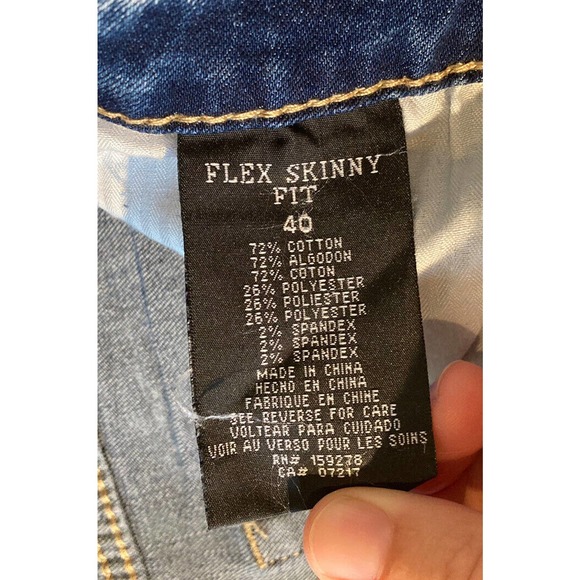 FLEX SKINNY
FIT
40
72% COTTON
72% ALGODON
72% COTON
26% POLYESTER
26% POLIESTER
26% POLYESTER
2% SPANDEX
2% SPANDEX
2% SPANDEX
MADE IN CHINA
HECHO EN CHINA
FABRIQUE EN CHINE
SEE REVERSE FOR CARE
VOLTEAR PARA CUIDADO
VOIR AU VERSO POUR LES SOINS
RN# 159278
CA# 07217